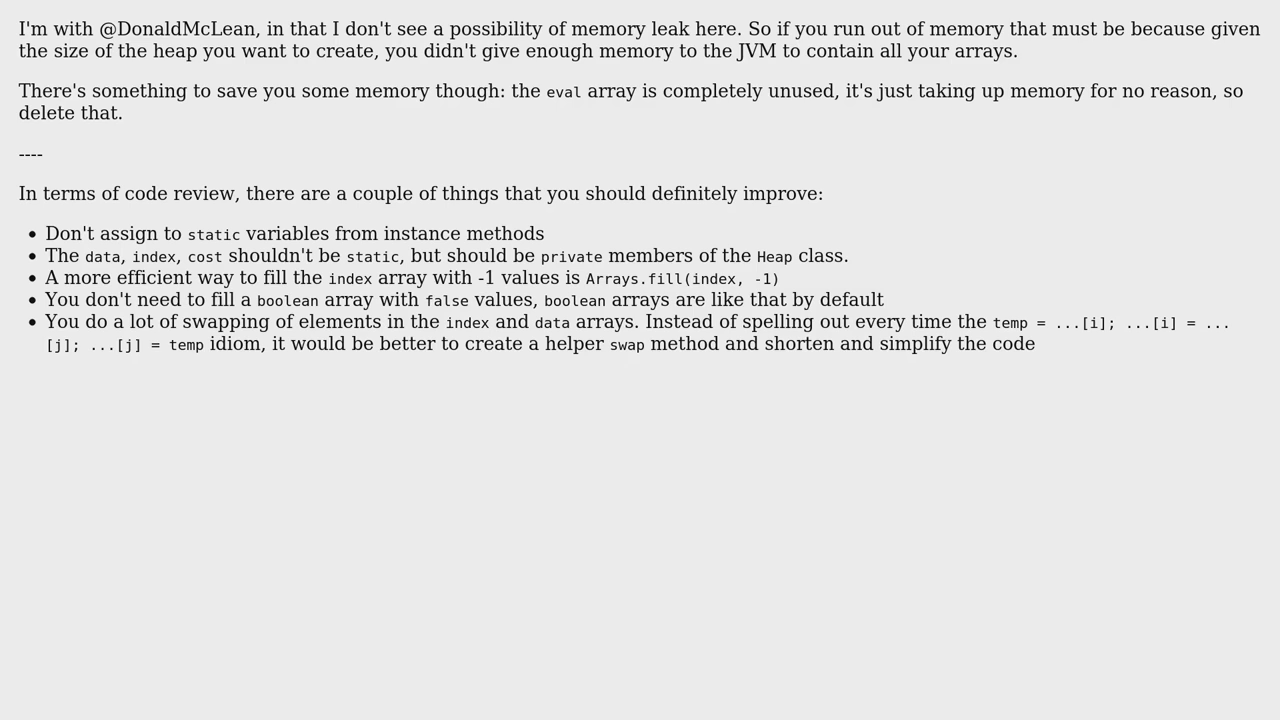 I'm with @DonaldMcLean, in that I don't see a possibility of memory leak here. So if you run out of memory that must be because given
the size of the heap you want to create, you didn't give enough memory to the JVM to contain all your arrays.
There's something to save you some memory though: the eval array is completely unused, it's just taking up memory for no reason, so
delete that.
----
In terms of code review, there are a couple of things that you should definitely improve:
• Don't assign to static variables from instance methods
• The data, index, cost shouldn't be static, but should be private members of the Heap class.
• A more efficient way to fill the index array with -1 values is Arrays.fill(index, -1)
• You don't need to fill a boolean array with false values, boolean arrays are like that by default
• You do a lot of swapping of elements in the index and data arrays. Instead of spelling out every time the temp = ...[i]; ...[i] = ...
[j]; ...[j] = temp idiom, it would be better to create a helper swap method and shorten and simplify the code